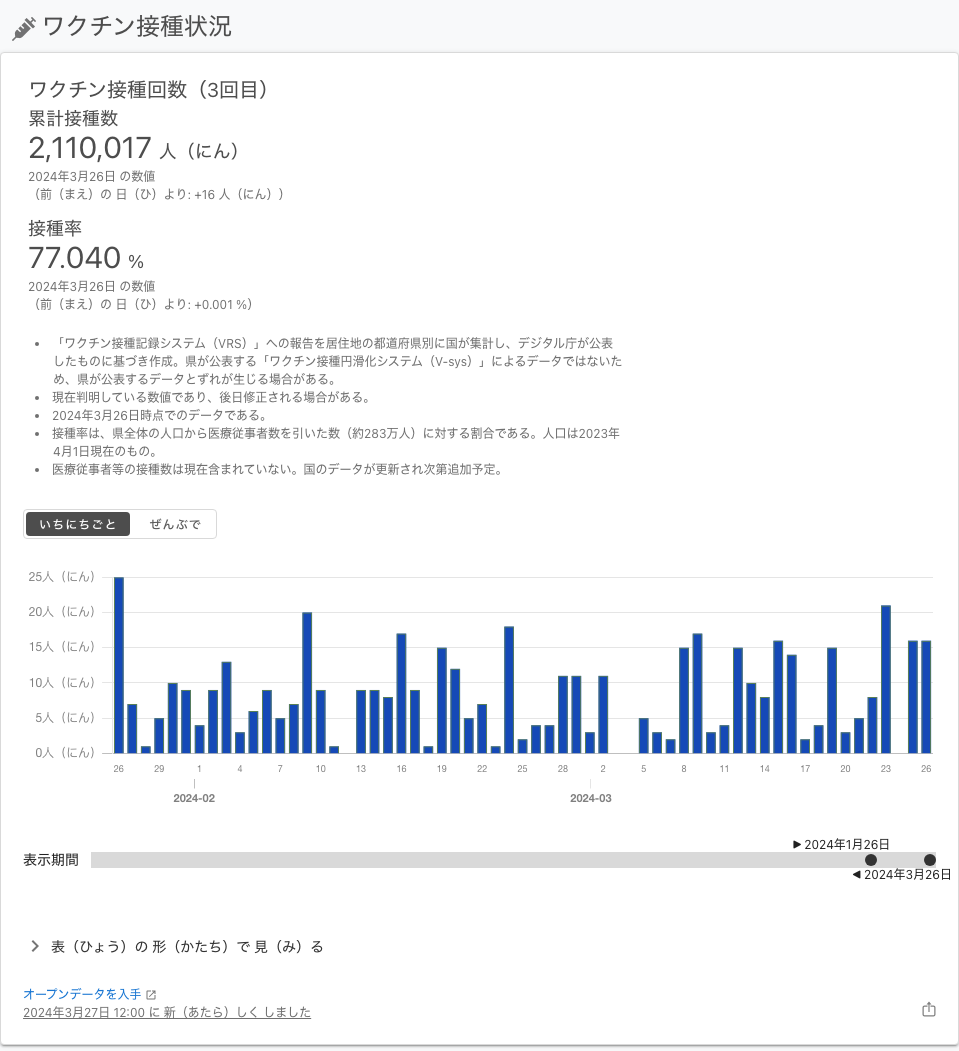 ワクチン接種状況
ワクチン接種回数（3回目）
累計接種数
2,110,017 人（にん）
2024年3月26日 の数値
（前（まえ）の 日（ひ）より: +16 人（にん））
接種率
77.040 %
2024年3月26日 の数値
（前（まえ）の 日（ひ）より: +0.001 %）
• 「ワクチン接種記録システム（VRS）」への報告を居住地の都道府県別に国が集計し、デジタル庁が公表
したものに基づき作成。県が公表する「ワクチン接種円滑化システム（V-sys）」によるデータではないた
め、県が公表するデータとずれが生じる場合がある。
• 現在判明している数値であり、後日修正される場合がある。
• 2024年3月26日時点でのデータである。
• 接種率は、県全体の人口から医療従事者数を引いた数（約283万人）に対する割合である。人口は2023年
4月1日現在のもの。
• 医療従事者等の接種数は現在含まれていない。国のデータが更新され次第追加予定。
いちにちごと ぜんぶで
25人（にん）
20人（にん）
15人（にん）
10人（にん）
5人（にん）
0人（にん）
26 29 1 4 7 10 13 16 19 22 25 28 2 5 8 11 14 17 20 23 26
2024-02 2024-03
▶ 2024年1月26日
表示期間
◀ 2024年3月26日
表（ひょう）の 形（かたち）で 見（み）る
オープンデータを入手
2024年3月27日 12:00 に 新（あたら）しく しました